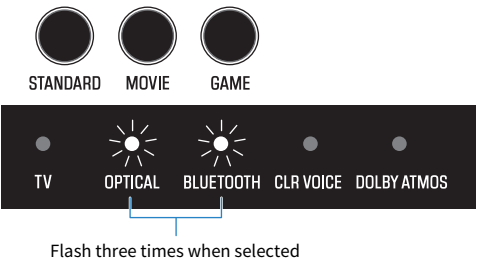 STANDARD MOVIE GAME
TV OPTICAL BLUETOOTH CLR VOICE DOLBY ATMOS
Flash three times when selected